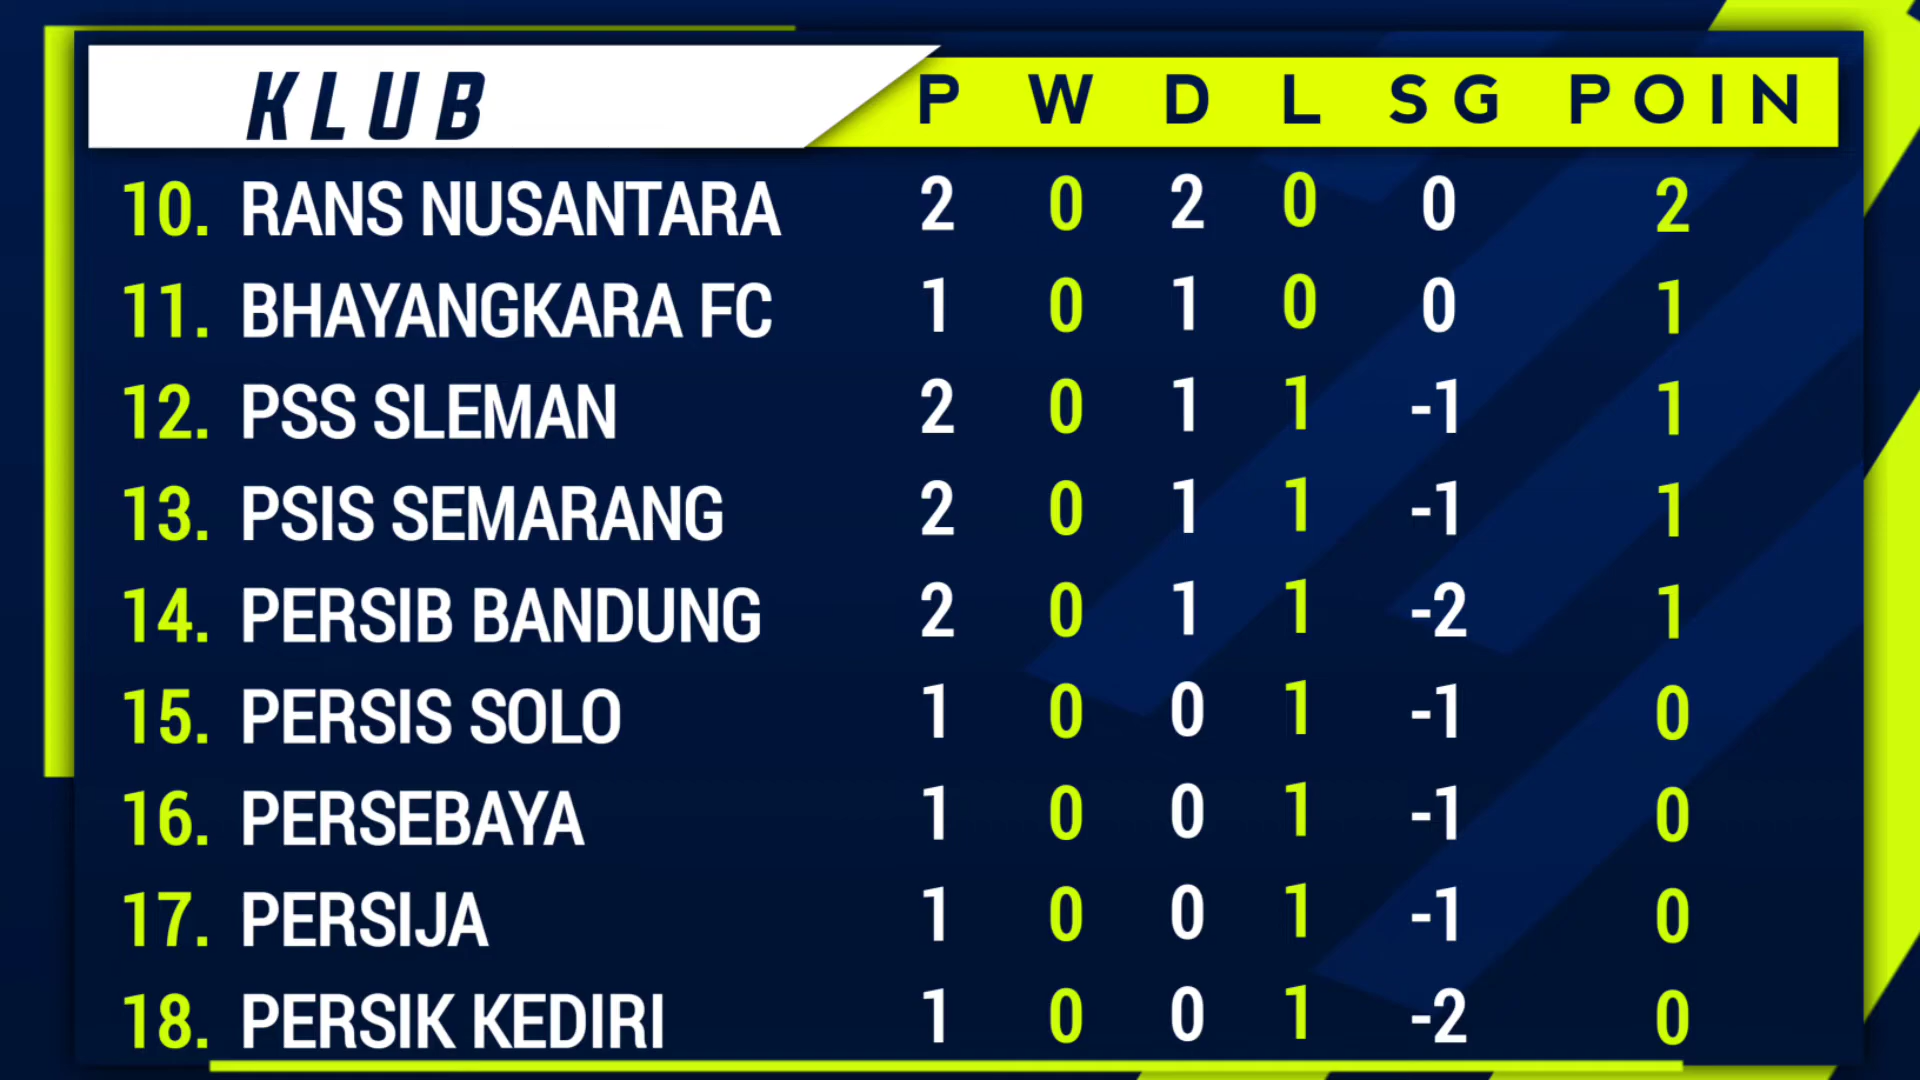 KLUB P W D L SG POIN
10. RANS NUSANTARA 2 0 2 0 0 2
11. BHAYANGKARA FC 1 0 1 0 0 1
12. PSS SLEMAN 2 0 1 1 -1 1
13. PSIS SEMARANG 2 0 1 1 -1 1
14. PERSIB BANDUNG 2 0 1 1 -2 1
15. PERSIS SOLO 1 0 0 1 -1 0
16. PERSEBAYA 1 0 0 1 -1 0
17. PERSIJA 1 0 0 1 -1 0
18. PERSIK KEDIRI 1 0 0 1 -2 0